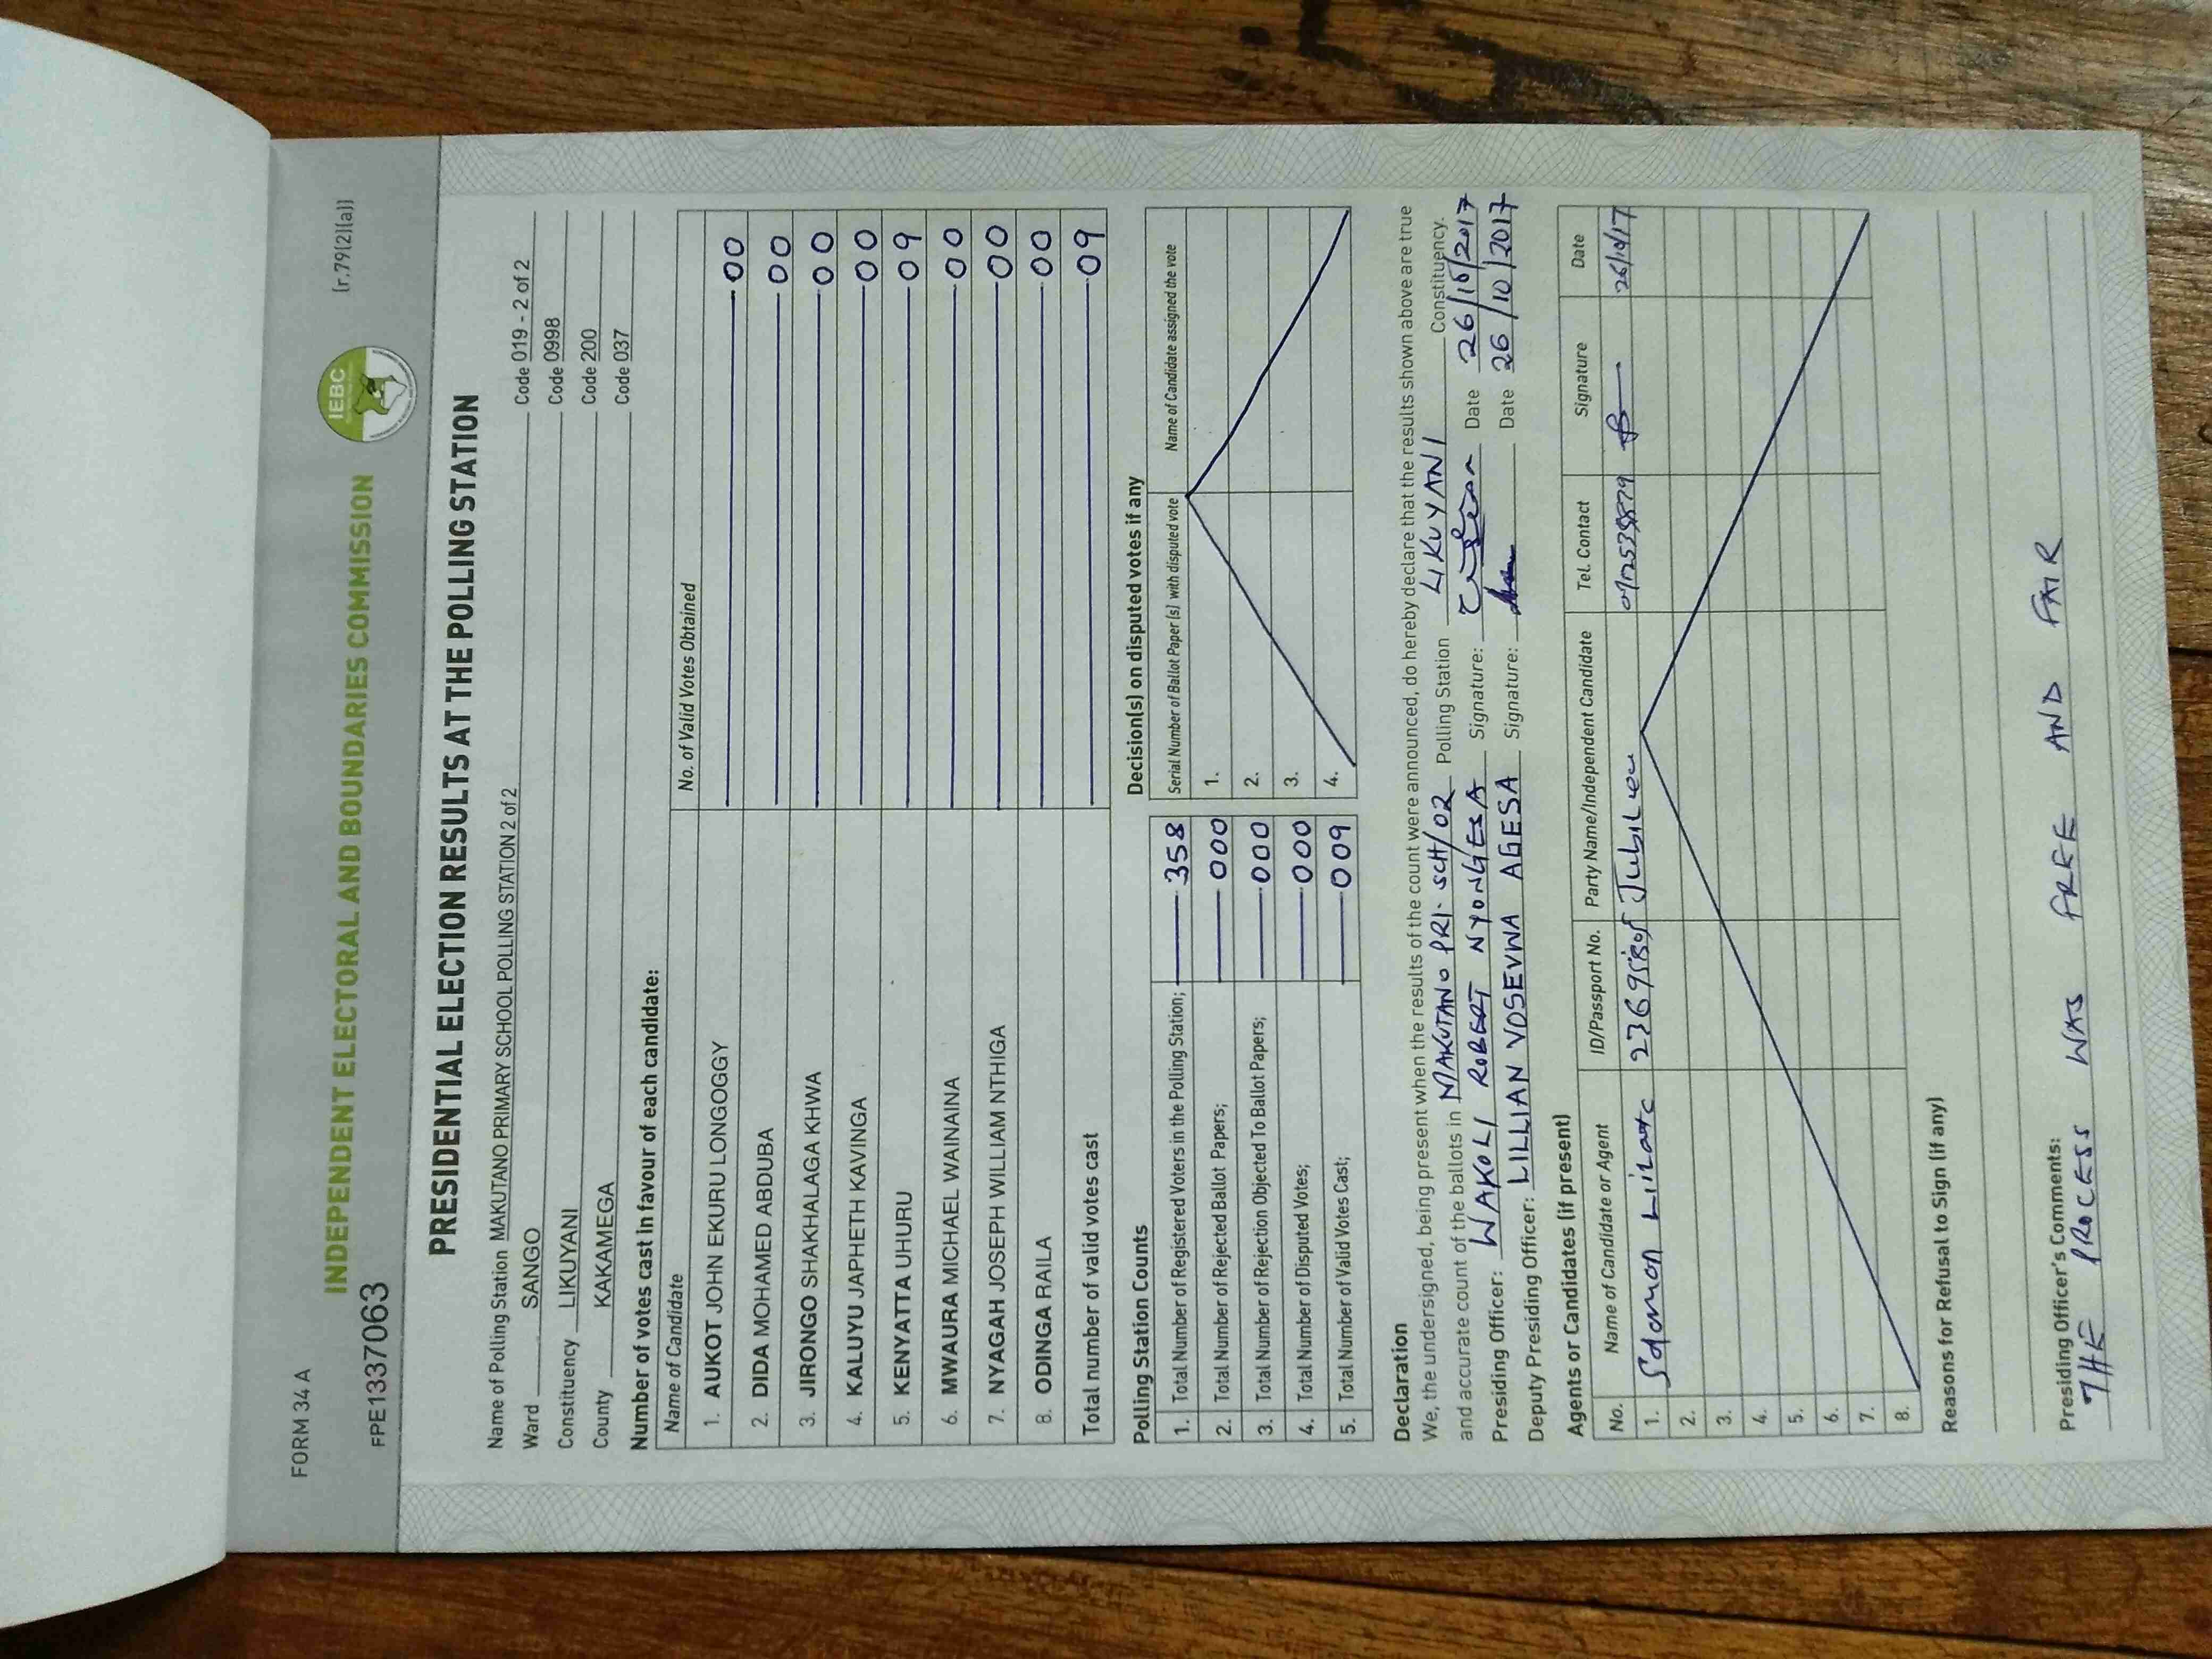 FORM 34 A
(r.79(2)(a))
INDEPENDENT ELECTORAL AND BOUNDARIES COMMISSION
IEBC
FPE1337063
PRESIDENTIAL ELECTION RESULTS AT THE POLLING STATION
Name of Polling Station MAKUTANO PRIMARY SCHOOL POLLING STATION 2 of 2 Code 019 - 2 of 2
Ward SANGO Code 0998
Constituency LIKUYANI Code 200
County KAKAMEGA Code 037
Number of votes cast in favour of each candidate:
Name of Candidate No. of Valid Votes Obtained
1. AUKOT JOHN EKURU LONGOGGY 00
2. DIDA MOHAMED ABDUBA 00
3. JIRONGO SHAKHALAGA KHWA 00
4. KALUYU JAPHETH KAVINGA 00
5. KENYATTA UHURU 09
6. MWAURA MICHAEL WAINAINA 00
7. NYAGAH JOSEPH WILLIAM NTHIGA 00
8. ODINGA RAILA 00
Total number of valid votes cast 09
Polling Station Counts
1. Total Number of Registered Voters in the Polling Station; 358
2. Total Number of Rejected Ballot Papers; 000
3. Total Number of Rejection Objected To Ballot Papers; 000
4. Total Number of Disputed Votes; 000
5. Total Number of Valid Votes Cast; 009
Decision(s) on disputed votes if any
Serial Number of Ballot Paper (s) with disputed vote Name of Candidate assigned the vote
1.
2.
3.
4.
Declaration
We, the undersigned, being present when the results of the count were announced, do hereby declare that the results shown above are true
and accurate count of the ballots in MAKUTANO PRI. SCH/02 Polling Station LIKUYANI Constituency.
Presiding Officer: WAKOLI ROBERT NYONGESA Signature: Date 26/10/2017
Deputy Presiding Officer: LILLIAN VOSEVWA AGESA Signature: Date 26/10/2017
Agents or Candidates (if present)
No. Name of Candidate or Agent ID/Passport No. Party Name/Independent Candidate Tel. Contact Signature Date
1. Solomon Jubilee 26/10/17
2.
3.
4.
5.
6.
7.
8.
Reasons for Refusal to Sign (if any)
Presiding Officer's Comments:
THE PROCESS WAS FREE AND FAIR